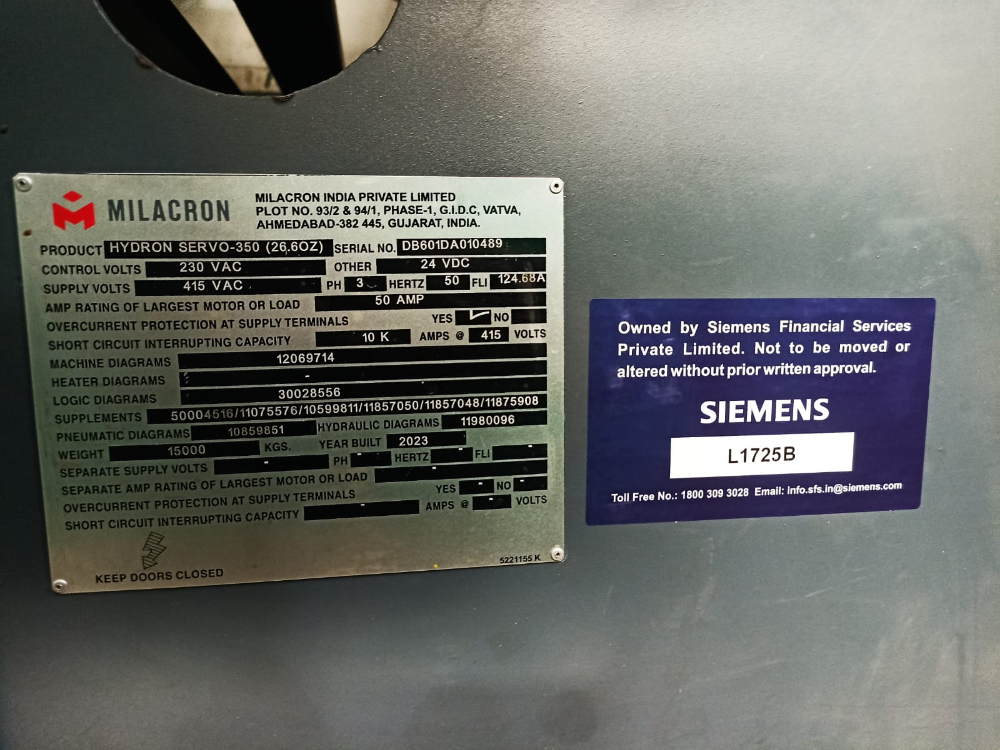 MILACRON
MILACRON INDIA PRIVATE LIMITED
PLOT NO. 93/2 & 94/1, PHASE-1, G.I.D.C, VATVA,
AHMEDABAD-382 445, GUJARAT, INDIA.
PRODUCT HYDRON SERVO-350 (26.6OZ) SERIAL NO. DB601DA010489
CONTROL VOLTS 230 VAC OTHER 24 VDC
SUPPLY VOLTS 415 VAC PH 3 HERTZ 50 FLI 124.68A
AMP RATING OF LARGEST MOTOR OR LOAD 50 AMP
OVERCURRENT PROTECTION AT SUPPLY TERMINALS YES ✓ NO
SHORT CIRCUIT INTERRUPTING CAPACITY 10 K AMPS @ 415 VOLTS
MACHINE DIAGRAMS 12069714
HEATER DIAGRAMS -
LOGIC DIAGRAMS 30028556
SUPPLEMENTS 50004516/11075576/10599811/11857050/11857048/11875908
PNEUMATIC DIAGRAMS 10859851 HYDRAULIC DIAGRAMS 11980096
WEIGHT 15000 KGS. YEAR BUILT 2023
SEPARATE SUPPLY VOLTS - PH - HERTZ - FLI -
SEPARATE AMP RATING OF LARGEST MOTOR OR LOAD -
OVERCURRENT PROTECTION AT SUPPLY TERMINALS YES - NO -
SHORT CIRCUIT INTERRUPTING CAPACITY - AMPS @ - VOLTS
KEEP DOORS CLOSED
5221155 K
Owned by Siemens Financial Services
Private Limited. Not to be moved or
altered without prior written approval.
SIEMENS
L1725B
Toll Free No.: 1800 309 3028 Email: info.sfs.in@siemens.com